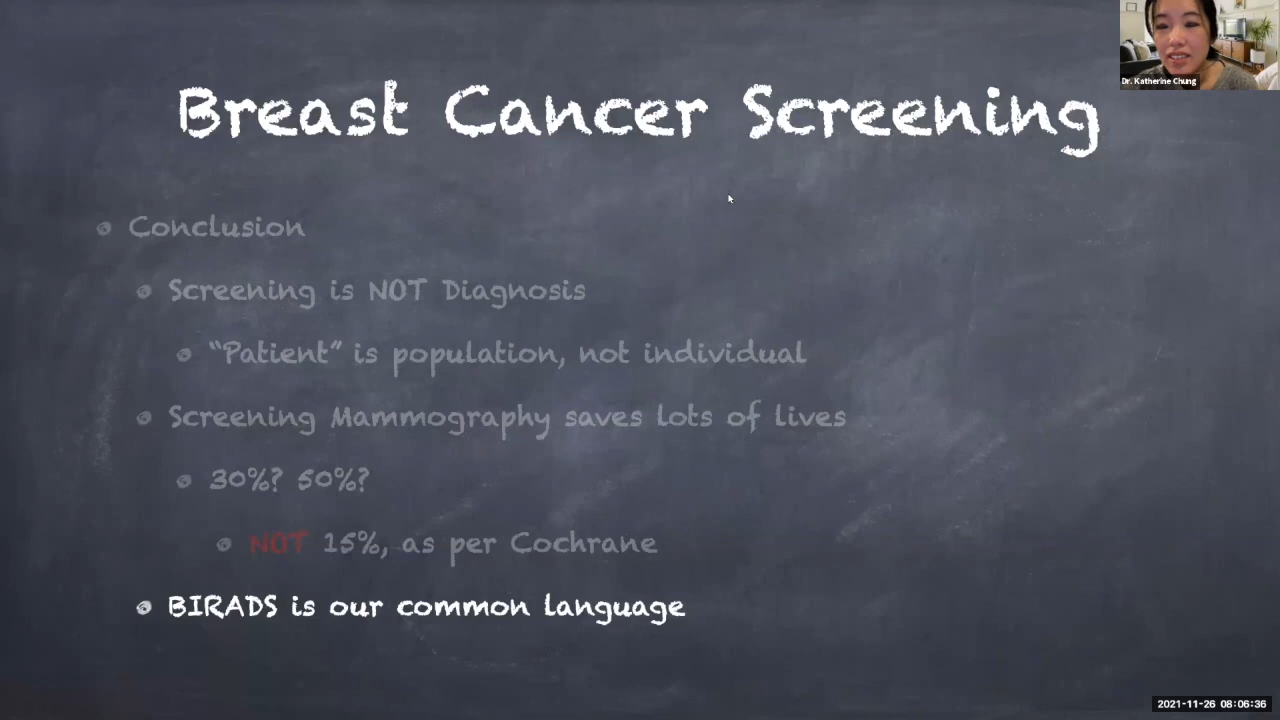 Dr. Katherine Chung
Breast Cancer Screening
Conclusion
Screening is NOT Diagnosis
“Patient” is population, not individual
Screening Mammography saves lots of lives
30%? 50%?
NOT 15%, as per Cochrane
BIRADS is our common language
2021-11-26 08:06:36